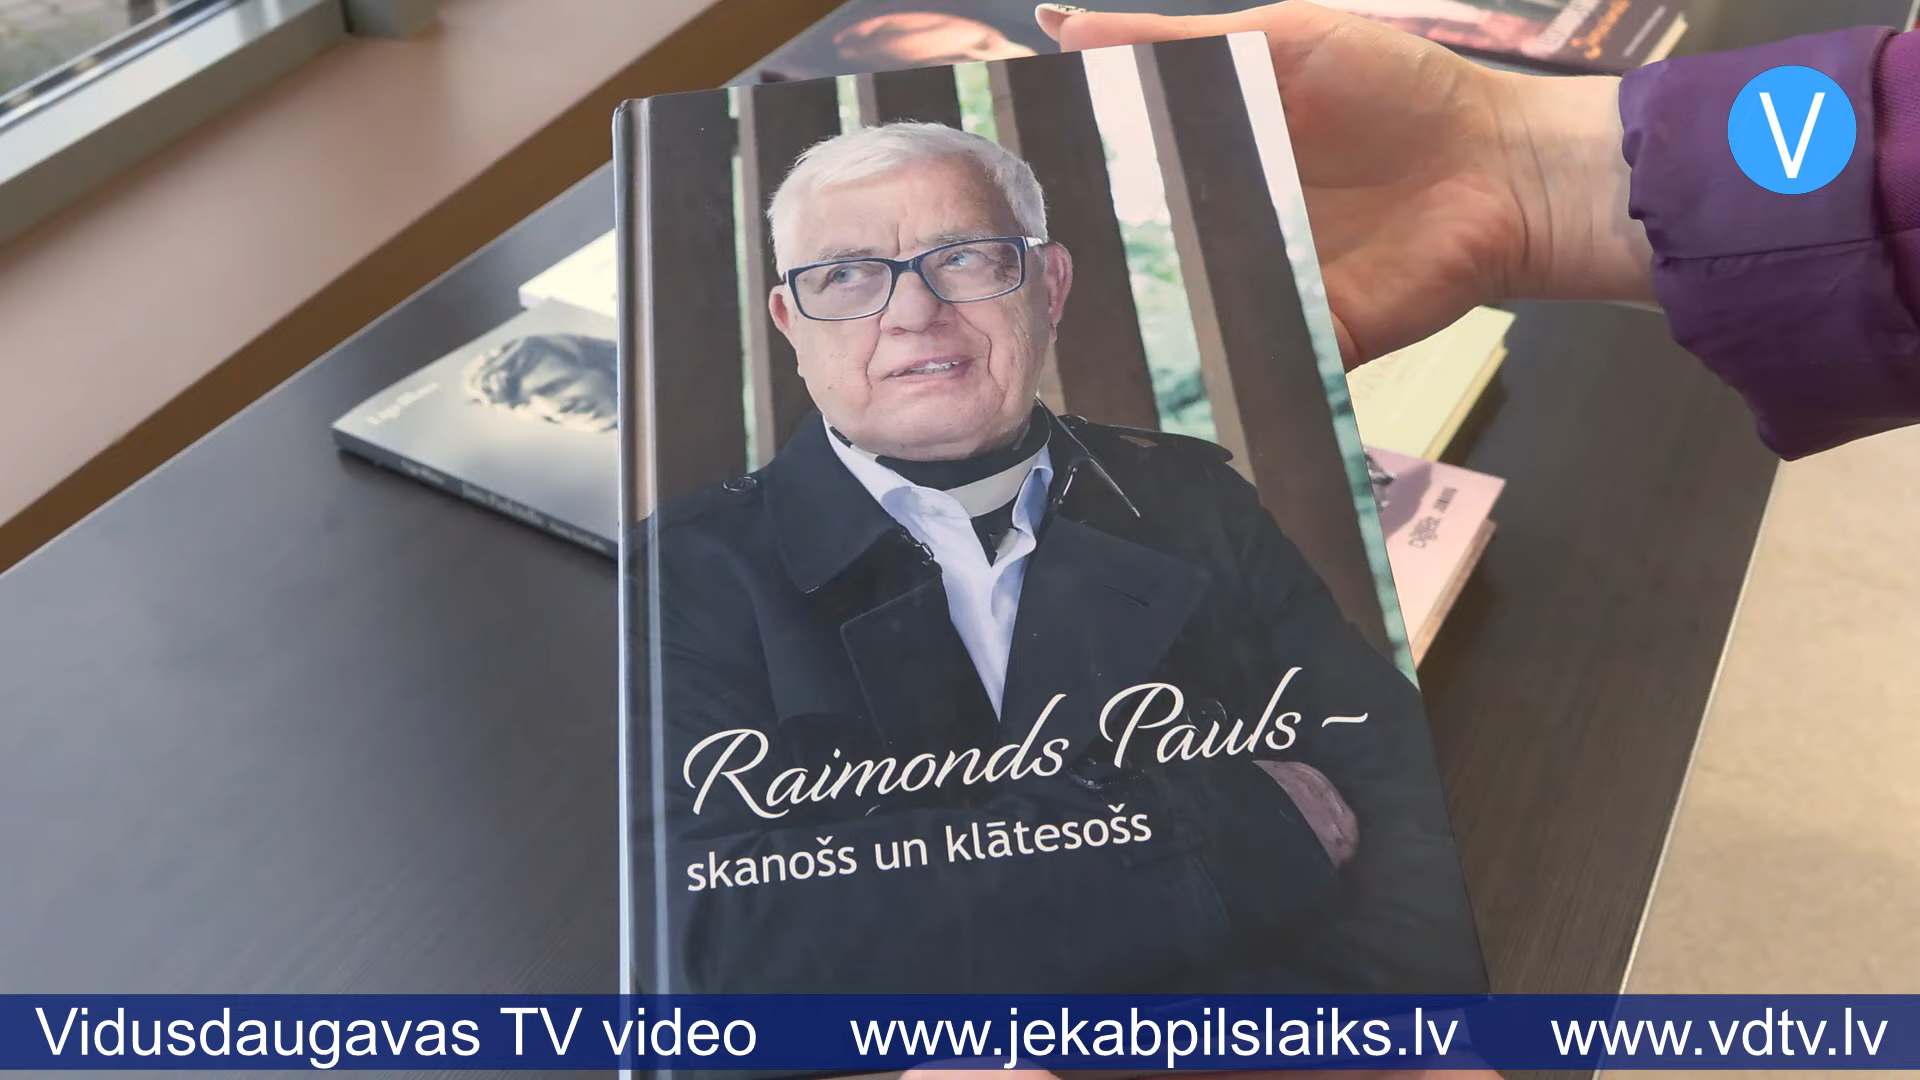 V
Raimonds Pauls –
skanošs un klātesošs
Vidusdaugavas TV video www.jekabpilslaiks.lv www.vdtv.lv